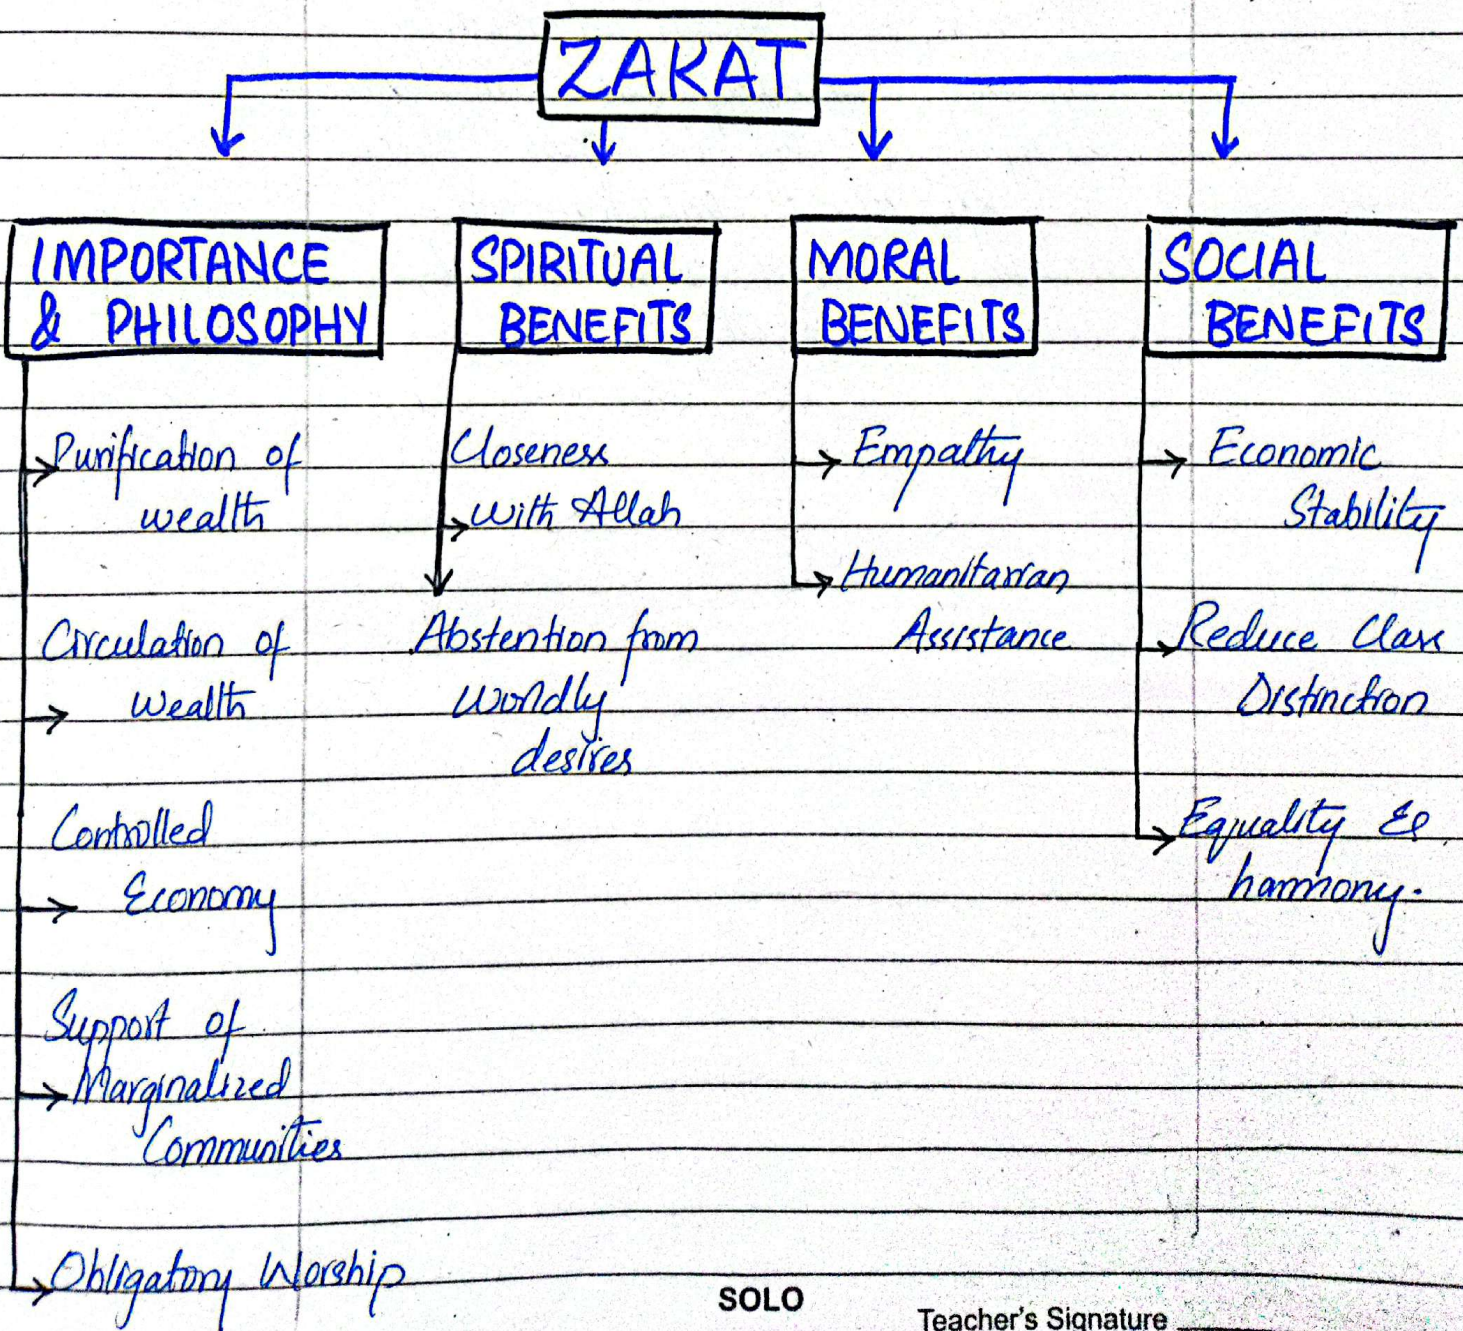 ZAKAT
IMPORTANCE
& PHILOSOPHY
Purification of
wealth
Circulation of
wealth
Controlled
Economy
Support of
Marginalized
Communities
Obligatory Worship
SPIRITUAL
BENEFITS
Closeness
with Allah
Abstention from
worldly
desires
MORAL
BENEFITS
Empathy
Humanitarian
Assistance
SOCIAL
BENEFITS
Economic
Stability
Reduce Class
Distinction
Equality &
harmony.
SOLO
Teacher's Signature